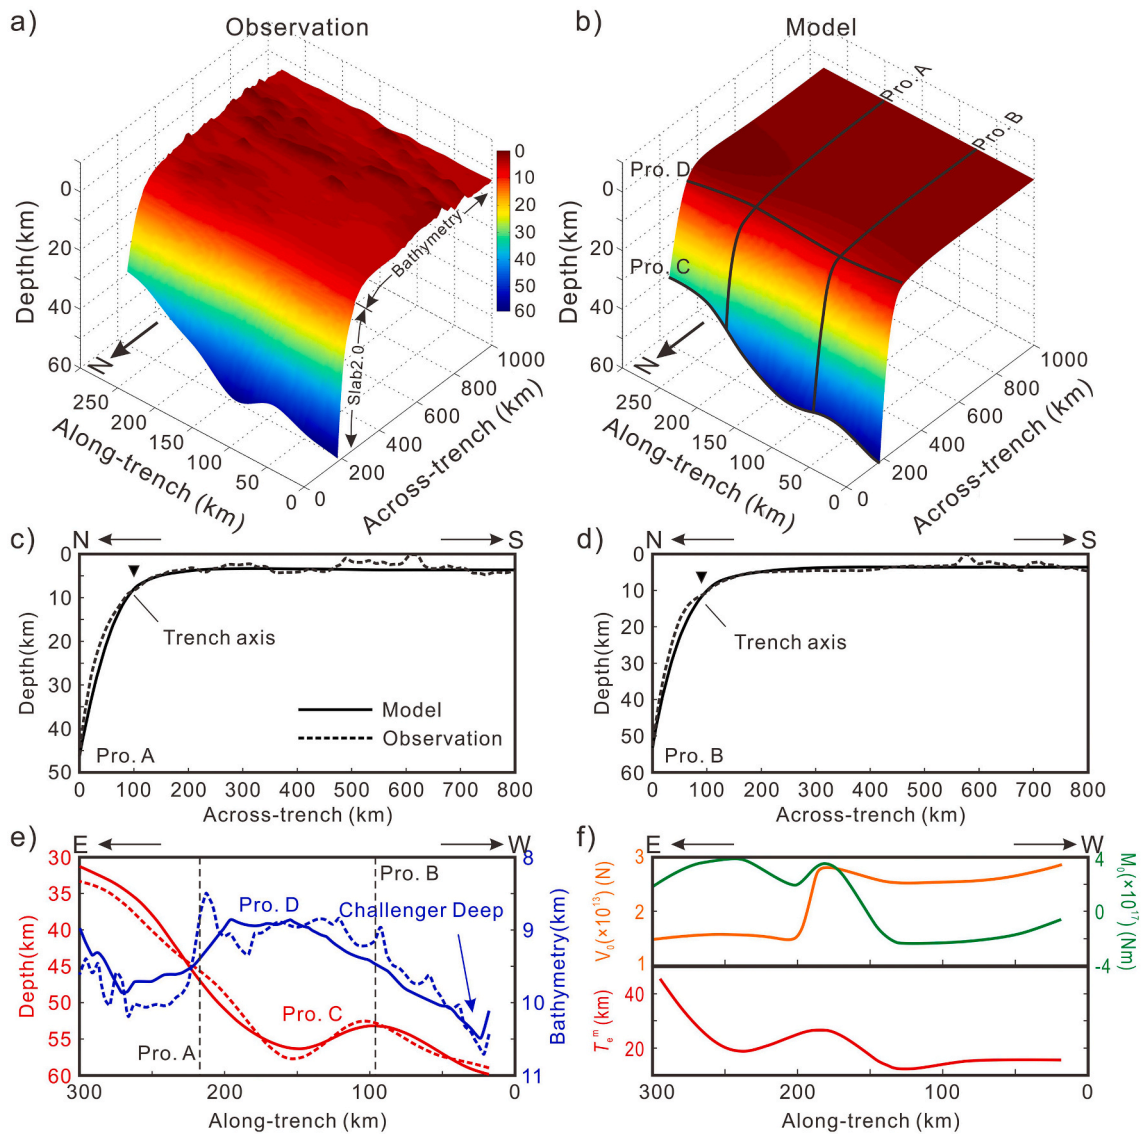 a)
Observation
b)
Model
Depth(km)
0
20
40
60
N
250
200
150
100
50
0
Along-trench (km)
0
200
400
600
800
1000
Across-trench (km)
Bathymetry
Slab2.0
0
10
20
30
40
50
60
Depth(km)
0
20
40
60
Pro. A
Pro. B
Pro. D
Pro. C
N
250
200
150
100
50
0
Along-trench (km)
0
200
400
600
800
1000
Across-trench (km)
c)
N
S
Depth(km)
0
10
20
30
40
50
Trench axis
Model
Observation
Pro. A
0 100 200 300 400 500 600 700 800
Across-trench (km)
d)
N
S
Depth(km)
0
10
20
30
40
50
60
Trench axis
Pro. B
0 100 200 300 400 500 600 700 800
Across-trench (km)
e)
E
W
Depth(km)
30
35
40
45
50
55
60
8
9
10
11
Bathymetry(km)
Pro. B
Pro. D
Challenger Deep
Pro. C
Pro. A
300 200 100 0
Along-trench (km)
f)
E
W
V₀(×10¹³) (N)
3
2
1
4
0
-4
M₀(×10¹⁷) (Nm)
Tₑᵐ (km)
40
20
300 200 100 0
Along-trench (km)